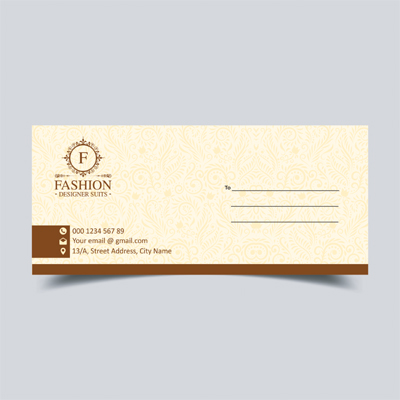 F
FASHION
DESIGNER SUITS
To
000 1234 567 89
Your email @ gmail.com
13/A, Street Address, City Name